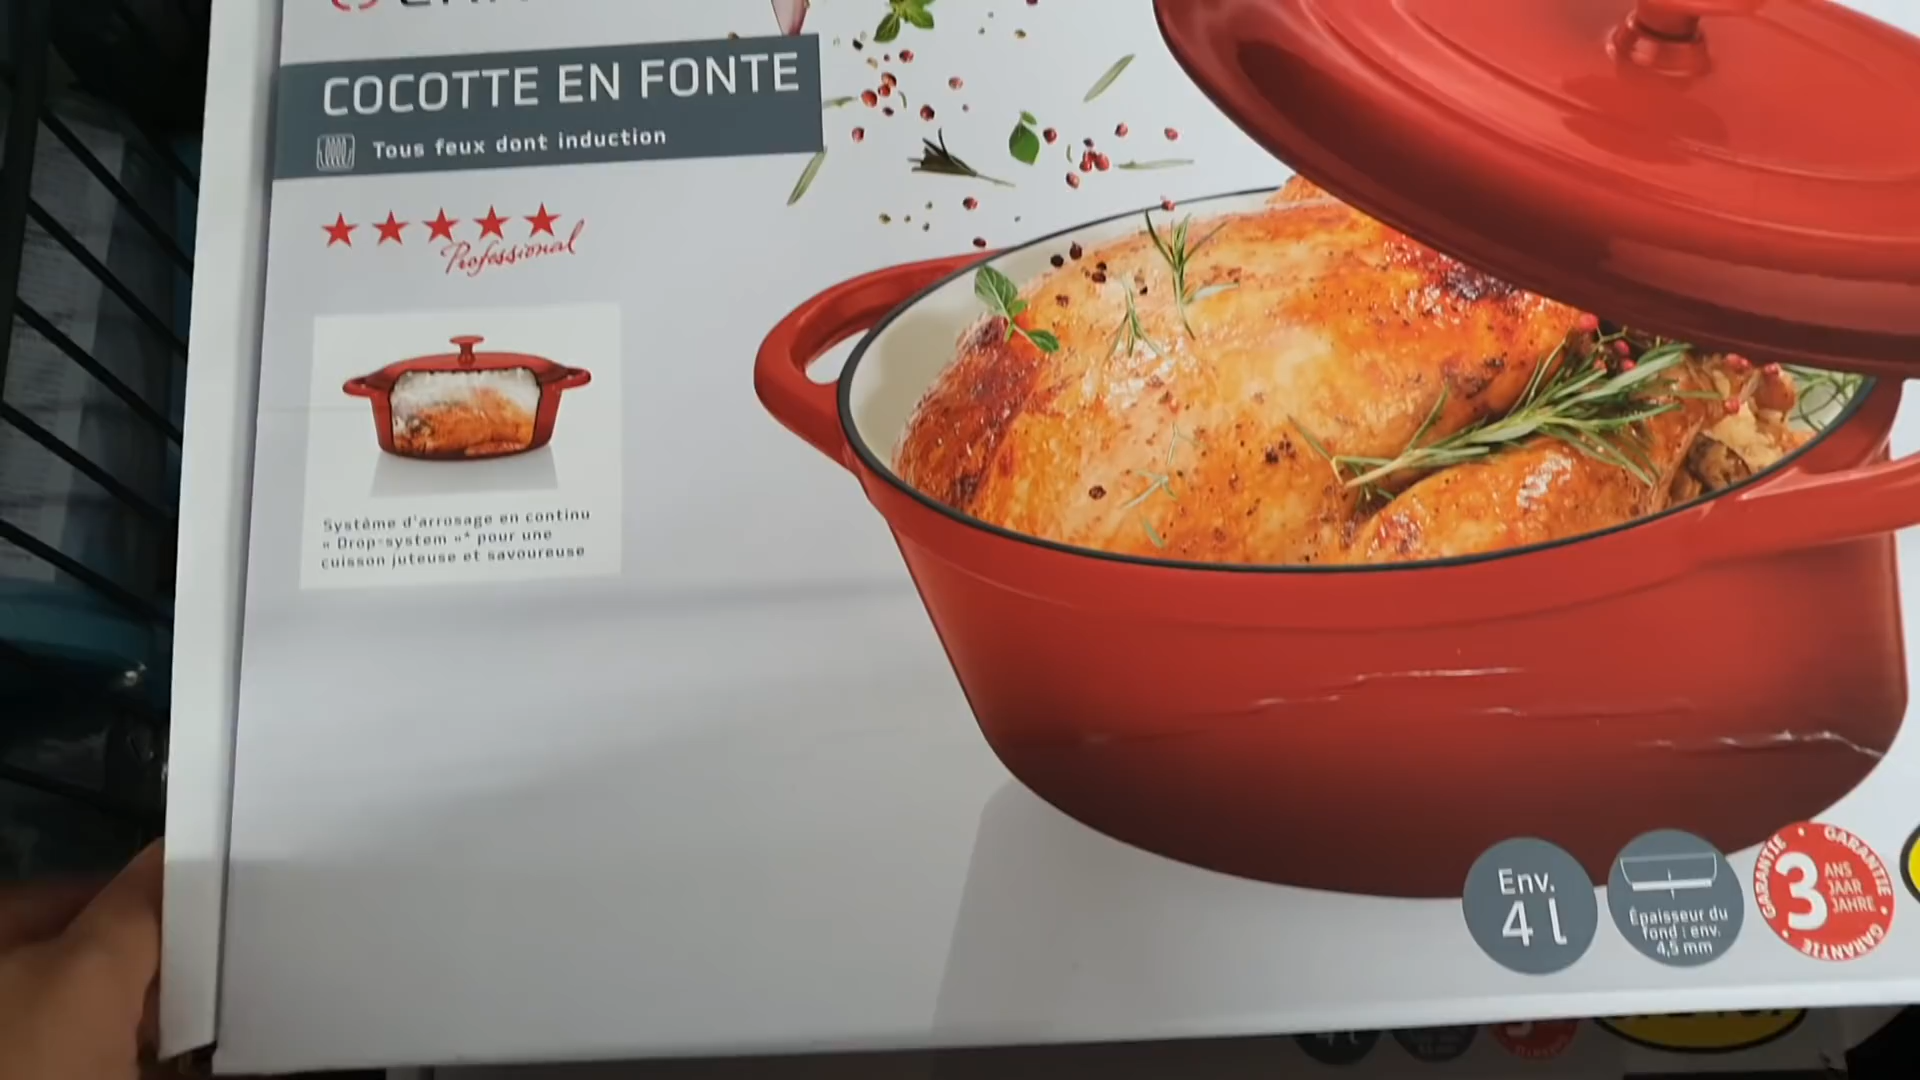 COCOTTE EN FONTE
Tous feux dont induction
Professional
Système d'arrosage en continu
« Drop-system »* pour une
cuisson juteuse et savoureuse
Env.
4 l
Épaisseur du
fond : env.
4,5 mm
GARANTIE
GARANTIE
GARANTIE
3
ANS
JAAR
JAHRE